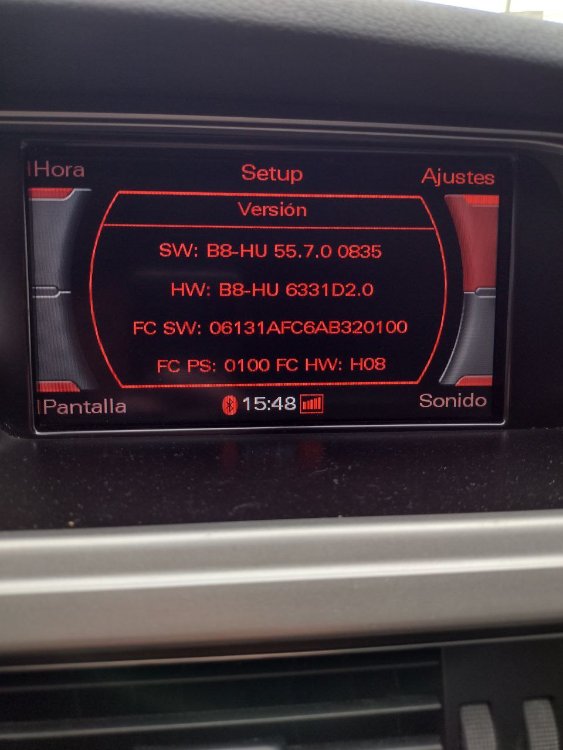 Hora
Setup
Ajustes
Versión
SW: B8-HU 55.7.0 0835
HW: B8-HU 6331D2.0
FC SW: 06131AFC6AB320100
FC PS: 0100 FC HW: H08
Pantalla
15:48
Sonido